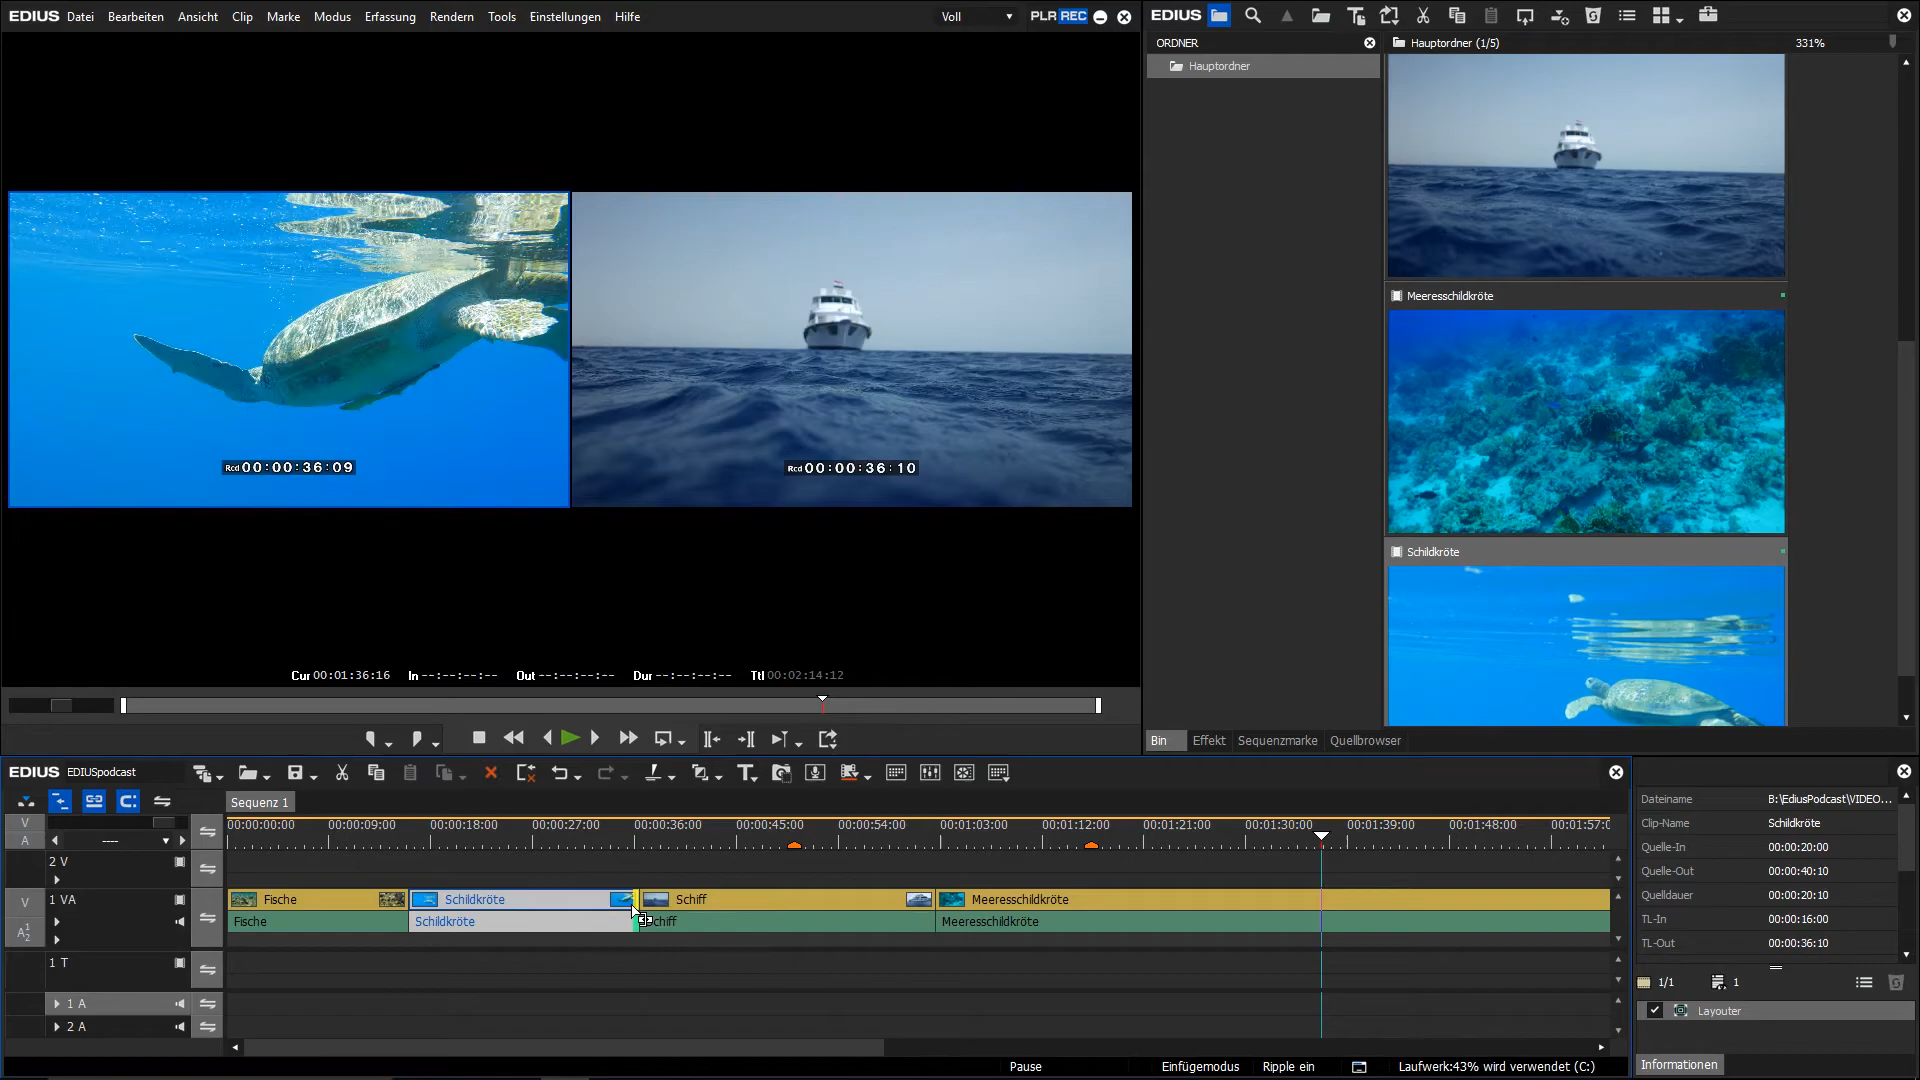 EDIUS Datei Bearbeiten Ansicht Clip Marke Modus Erfassung Rendern Tools Einstellungen Hilfe
Voll
PLR REC
Rcd 00:00:36:09
Rcd 00:00:36:10
Cur 00:01:36:16 In --:--:--:-- Out --:--:--:-- Dur --:--:--:-- Ttl 00:02:14:12
EDIUS
ORDNER
Hauptordner
Hauptordner (1/5)
331%
Meeresschildkröte
Schildkröte
Bin Effekt Sequenzmarke Quellbrowser
EDIUS EDIUSpodcast
Sequenz 1
00:00:00:00 00:00:09:00 00:00:18:00 00:00:27:00 00:00:36:00 00:00:45:00 00:00:54:00 00:01:03:00 00:01:12:00 00:01:21:00 00:01:30:00 00:01:39:00 00:01:48:00 00:01:57:0
V
A
----
2 V
V
1 VA
A12
Fische Schildkröte Schiff Meeresschildkröte
Fische Schildkröte chiff Meeresschildkröte
1 T
1 A
2 A
Pause Einfügemodus Ripple ein Laufwerk:43% wird verwendet (C:)
Dateiname B:\EdiusPodcast\VIDEO...
Clip-Name Schildkröte
Quelle-In 00:00:20:00
Quelle-Out 00:00:40:10
Quelldauer 00:00:20:10
TL-In 00:00:16:00
TL-Out 00:00:36:10
1/1 1
Layouter
Informationen